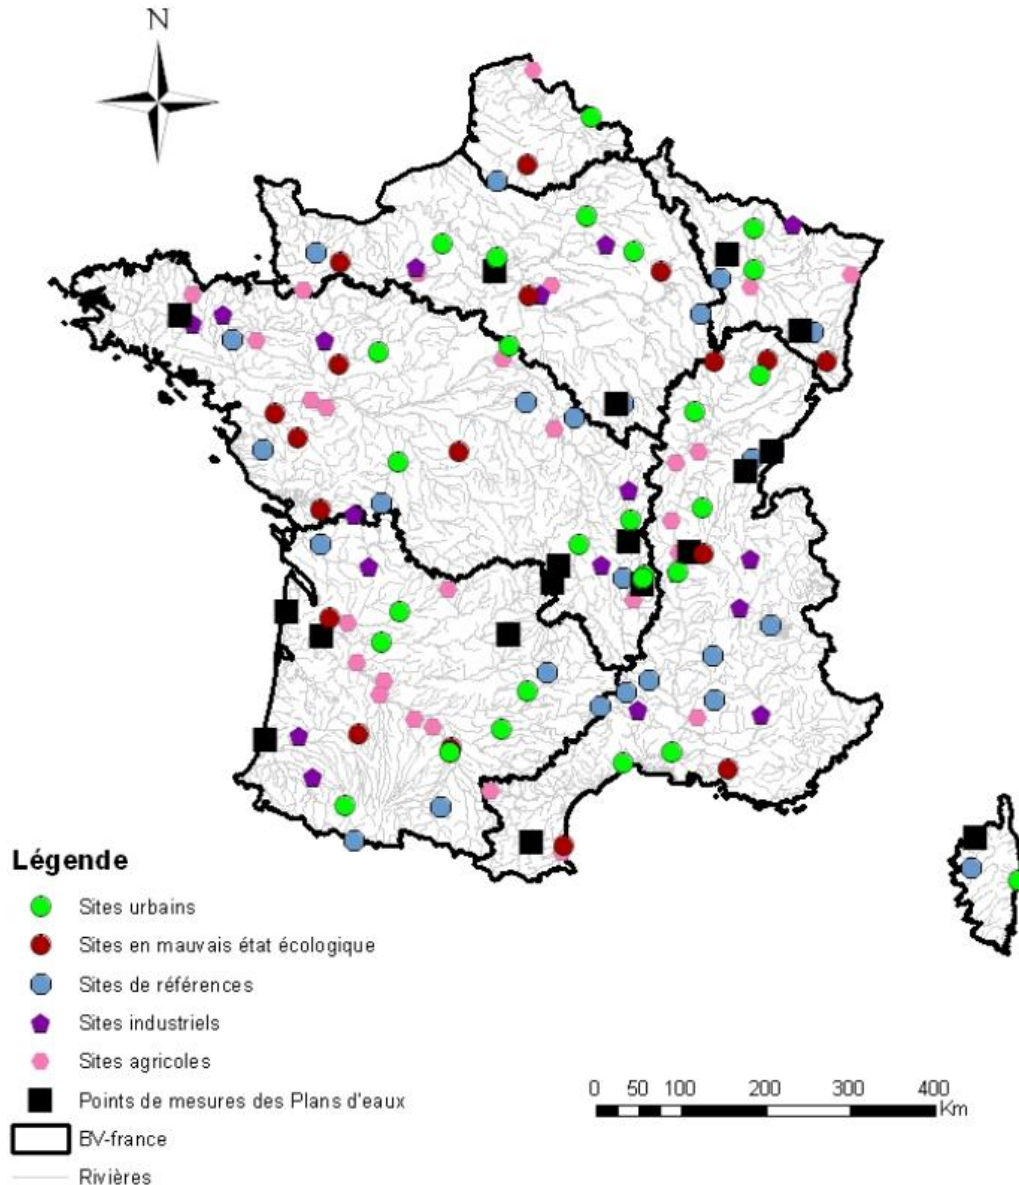 N
Légende
Sites urbains
Sites en mauvais état écologique
Sites de références
Sites industriels
Sites agricoles
Points de mesures des Plans d'eaux
BV-france
Rivières
0 50 100 200 300 400
Km